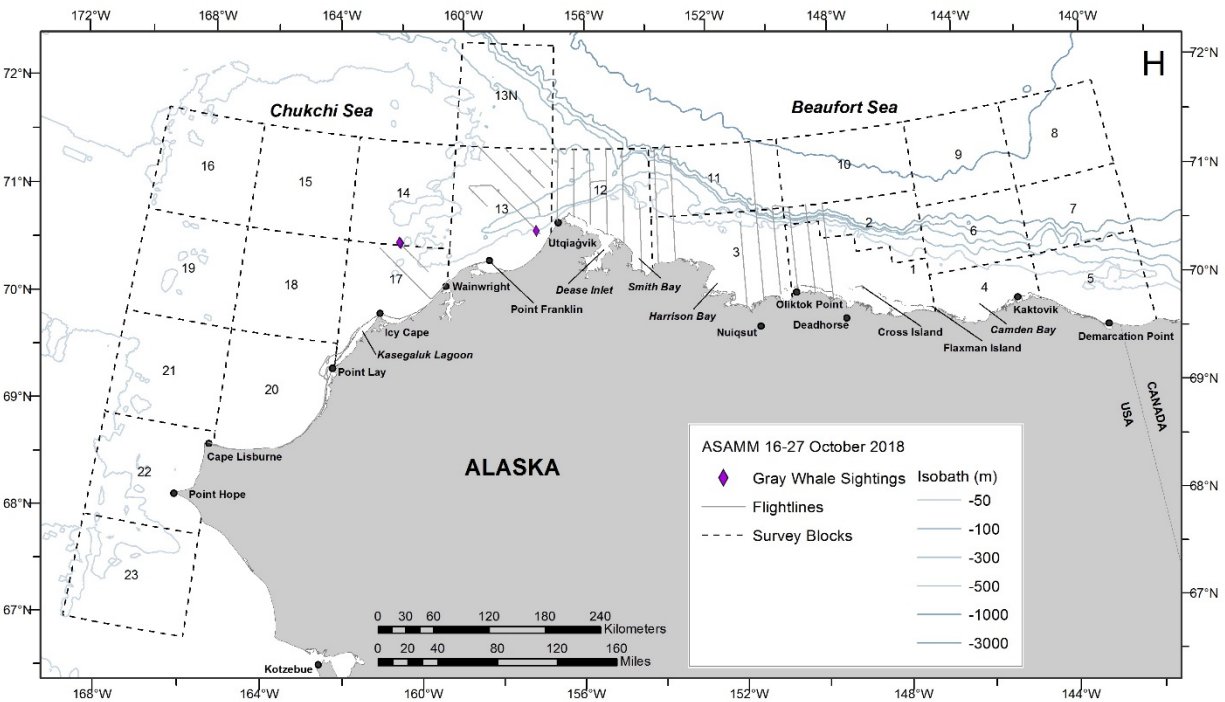 172°W 168°W 164°W 160°W 156°W 152°W 148°W 144°W 140°W
H
72°N 72°N
Chukchi Sea Beaufort Sea
13N
8
9
10
16 15 14 12 11
71°N 71°N
13
7
2
6
Utqiaġvik
3
19 18 17
1
5
4
70°N 70°N
Wainwright
Dease Inlet
Smith Bay
Point Franklin
Harrison Bay
Oliktok Point
Kaktovik
Icy Cape
Nuiqsut
Deadhorse
Cross Island
Camden Bay
Demarcation Point
Flaxman Island
Kasegaluk Lagoon
21 20
Point Lay
69°N 69°N
USA
CANADA
Cape Lisburne
22
Point Hope
ALASKA
68°N 68°N
23
67°N 67°N
Kotzebue
ASAMM 16-27 October 2018
Gray Whale Sightings
Flightlines
Survey Blocks
Isobath (m)
-50
-100
-300
-500
-1000
-3000
0 30 60 120 180 240
Kilometers
0 20 40 80 120 160
Miles
168°W 164°W 160°W 156°W 152°W 148°W 144°W